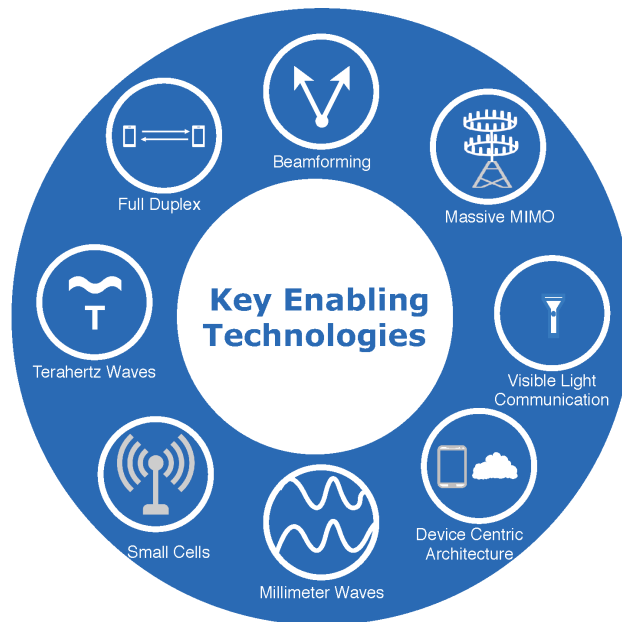 Beamforming
Full Duplex
Massive MIMO
Key Enabling
Technologies
T
Terahertz Waves
Visible Light
Communication
Small Cells
Device Centric
Architecture
Millimeter Waves